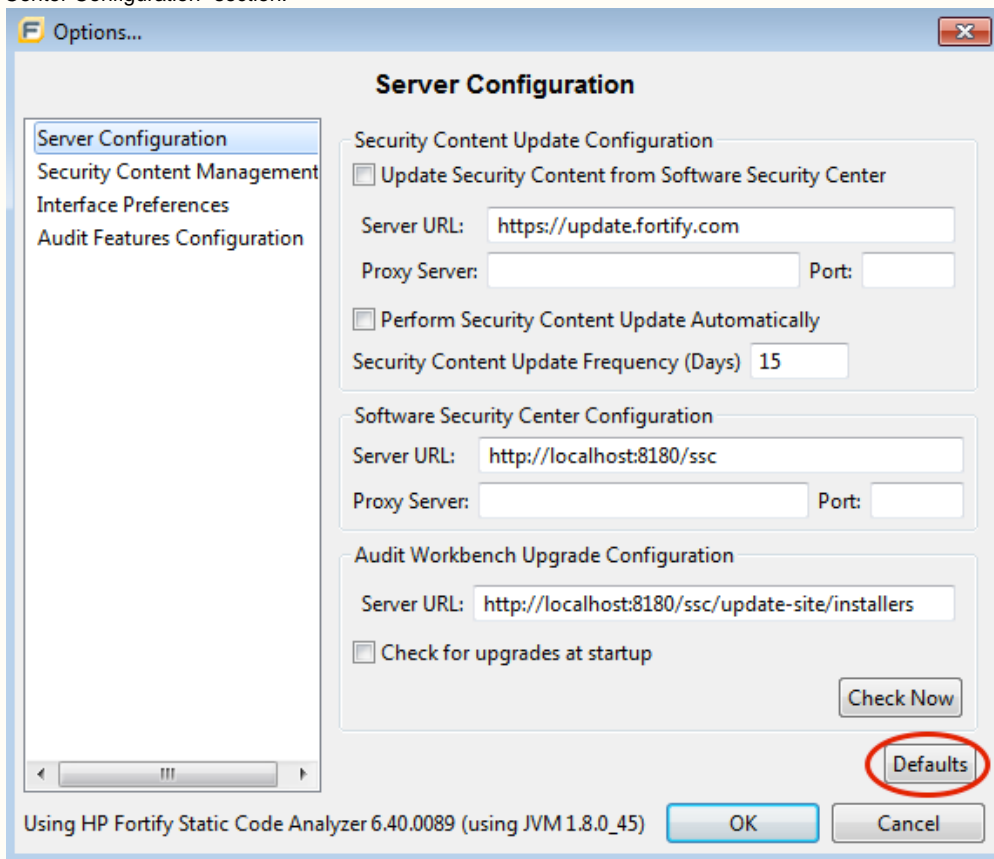 Center Configuration" section.
Options...
Server Configuration
Server Configuration
Security Content Management
Interface Preferences
Audit Features Configuration
Security Content Update Configuration
Update Security Content from Software Security Center
Server URL: https://update.fortify.com
Proxy Server: Port:
Perform Security Content Update Automatically
Security Content Update Frequency (Days) 15
Software Security Center Configuration
Server URL: http://localhost:8180/ssc
Proxy Server: Port:
Audit Workbench Upgrade Configuration
Server URL: http://localhost:8180/ssc/update-site/installers
Check for upgrades at startup
Check Now
Defaults
Using HP Fortify Static Code Analyzer 6.40.0089 (using JVM 1.8.0_45) OK Cancel